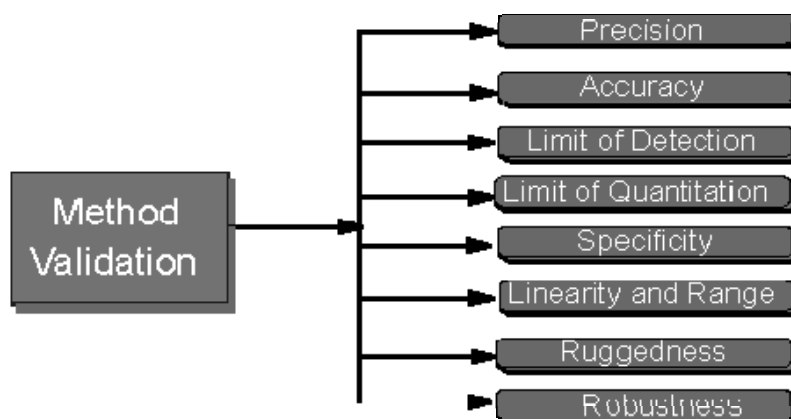 Precision
Accuracy
Limit of Detection
Limit of Quantitation
Method
Validation
Specificity
Linearity and Range
Ruggedness
Robustness